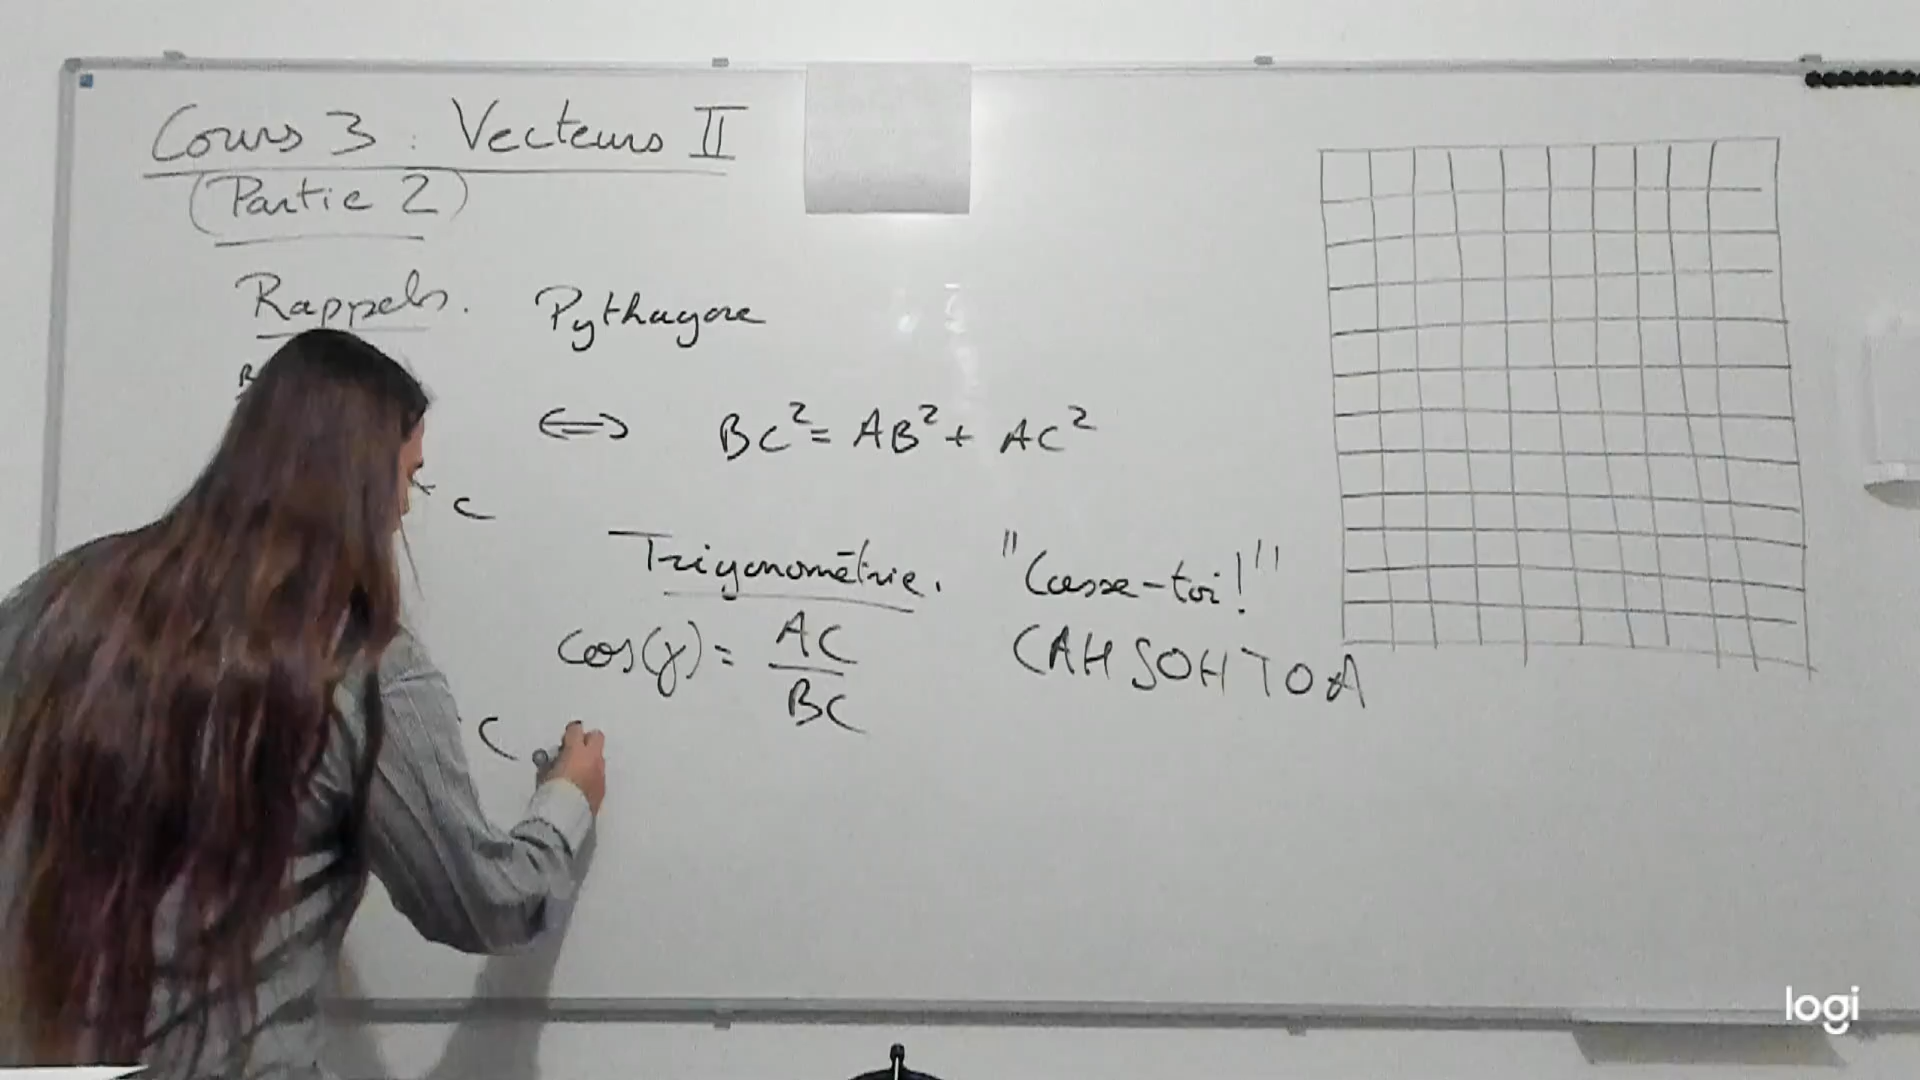 Cours 3 : Vecteurs II
(Partie 2)
Rappels. Pythagore
B
⟺ BC² = AB² + AC²
C
Trigonométrie. "Casse-toi!"
cos(γ) = AC/BC CAH SOH TOA
C
logi